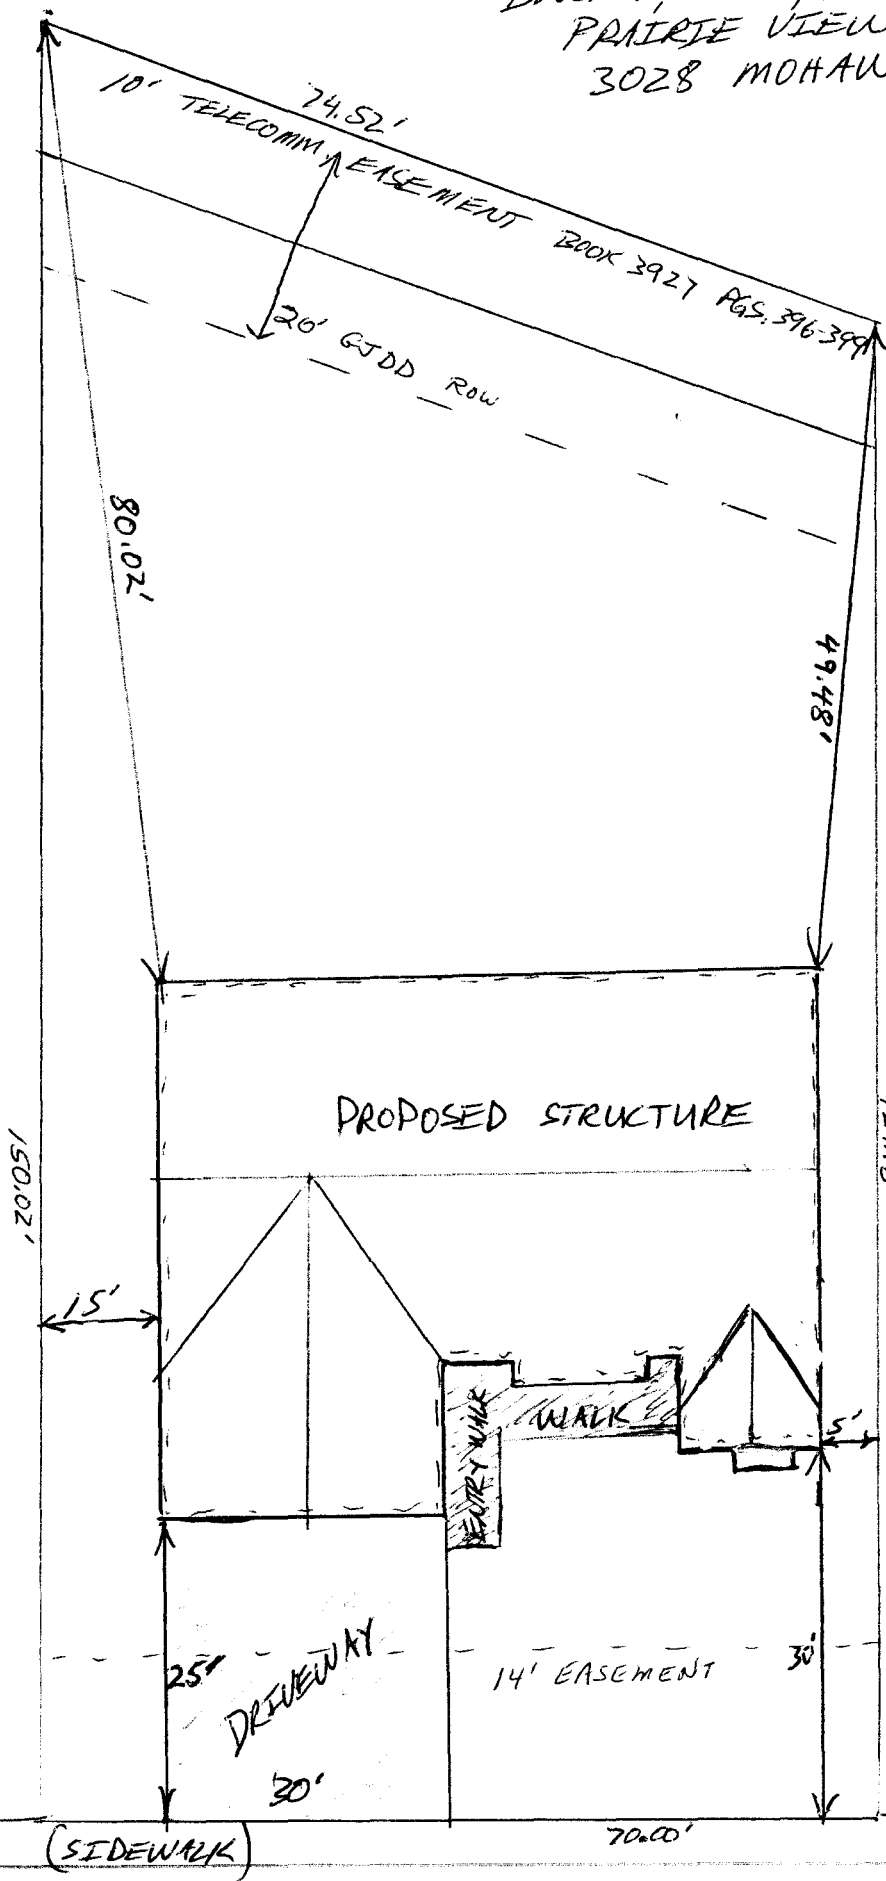 PRAIRIE VIEW
3028 MOHAW
74.52'
10' TELECOMM. EASEMENT BOOK 3927 PGS. 396-399
20' GJDD ROW
80.02'
49.48'
PROPOSED STRUCTURE
150.02'
15'
ENTRY WALK
WALK
5'
25'
DRIVEWAY
14' EASEMENT
30'
30'
(SIDEWALK)
70.00'